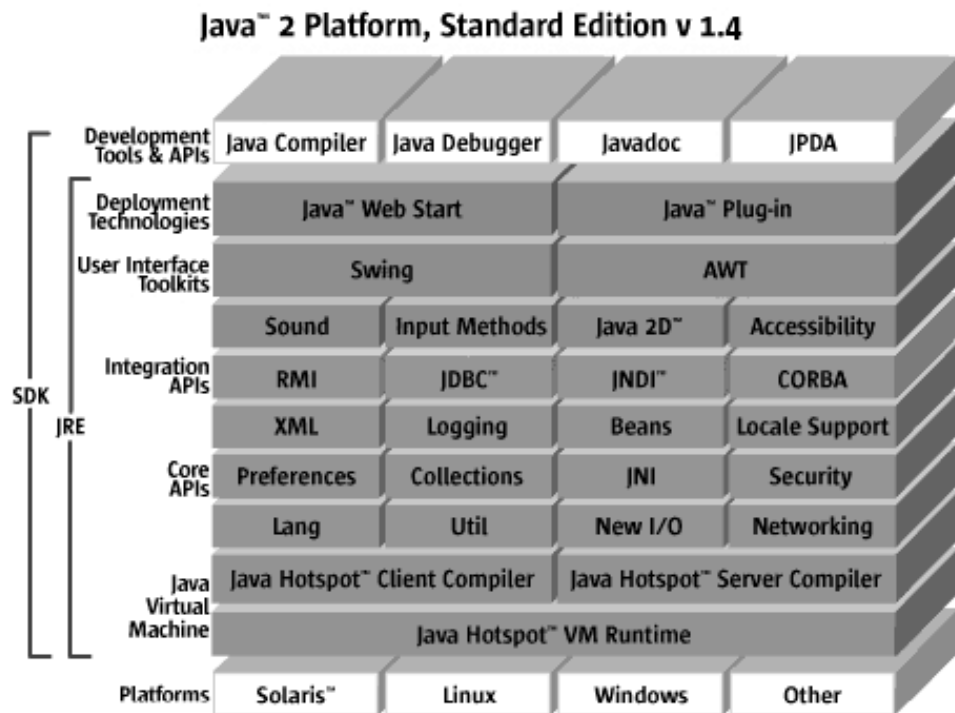 Java™ 2 Platform, Standard Edition v 1.4
Development
Tools & APIs
Java Compiler
Java Debugger
Javadoc
JPDA
Deployment
Technologies
Java™ Web Start
Java™ Plug-in
User Interface
Toolkits
Swing
AWT
Sound
Input Methods
Java 2D™
Accessibility
Integration
APIs
RMI
JDBC™
JNDI™
CORBA
SDK
JRE
XML
Logging
Beans
Locale Support
Core
APIs
Preferences
Collections
JNI
Security
Lang
Util
New I/O
Networking
Java
Virtual
Machine
Java Hotspot™ Client Compiler
Java Hotspot™ Server Compiler
Java Hotspot™ VM Runtime
Platforms
Solaris™
Linux
Windows
Other